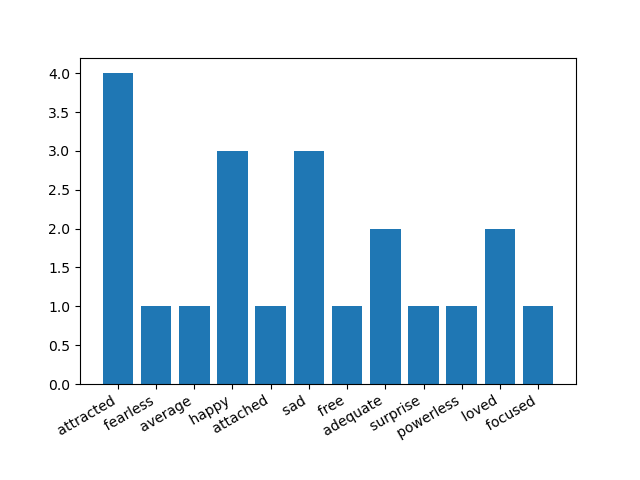 4.0
3.5
3.0
2.5
2.0
1.5
1.0
0.5
0.0
attracted
fearless
average
happy
attached
sad
free
adequate
surprise
powerless
loved
focused